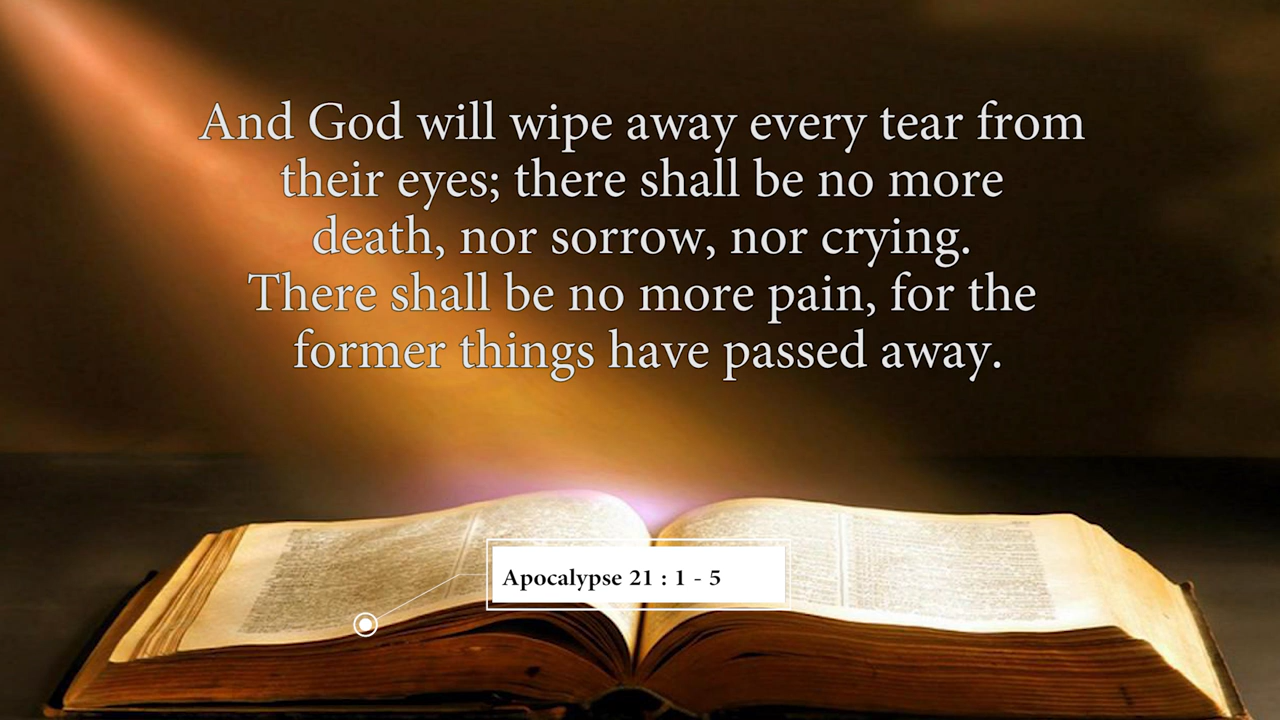 And God will wipe away every tear from
their eyes; there shall be no more
death, nor sorrow, nor crying.
There shall be no more pain, for the
former things have passed away.
Apocalypse 21 : 1 - 5